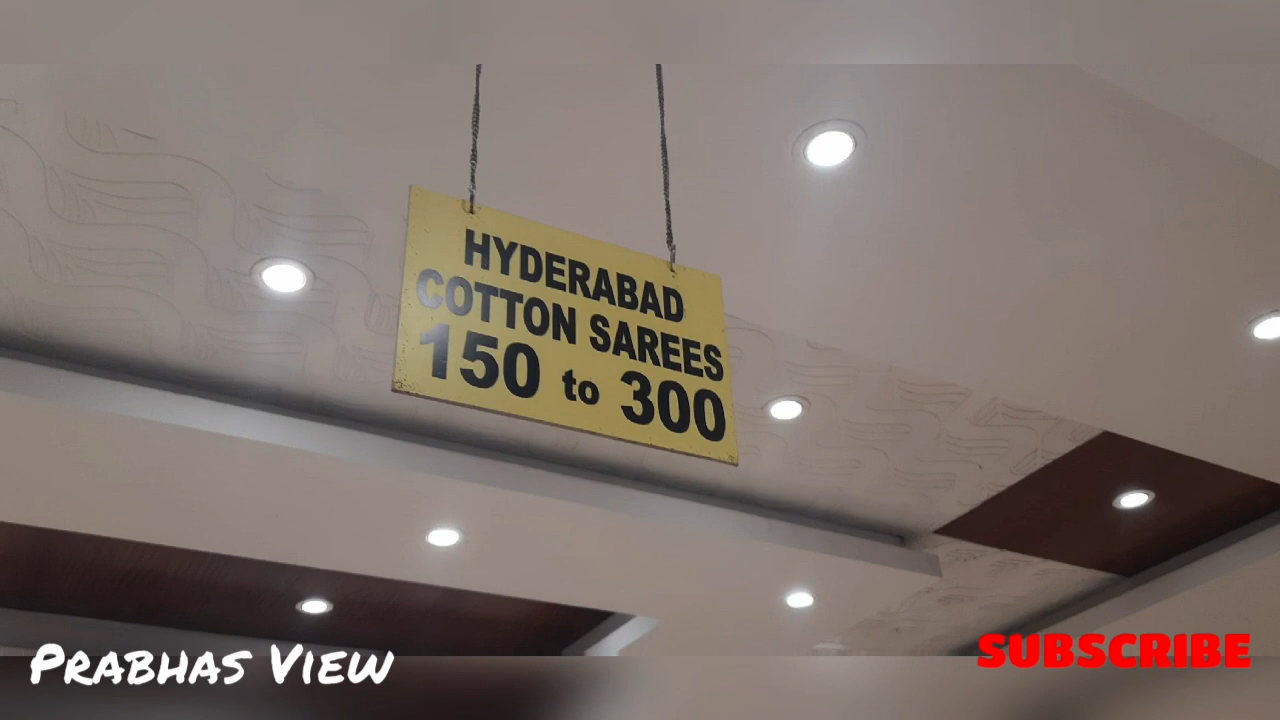 HYDERABAD
COTTON SAREES
150 to 300
PRABHAS VIEW
SUBSCRIBE